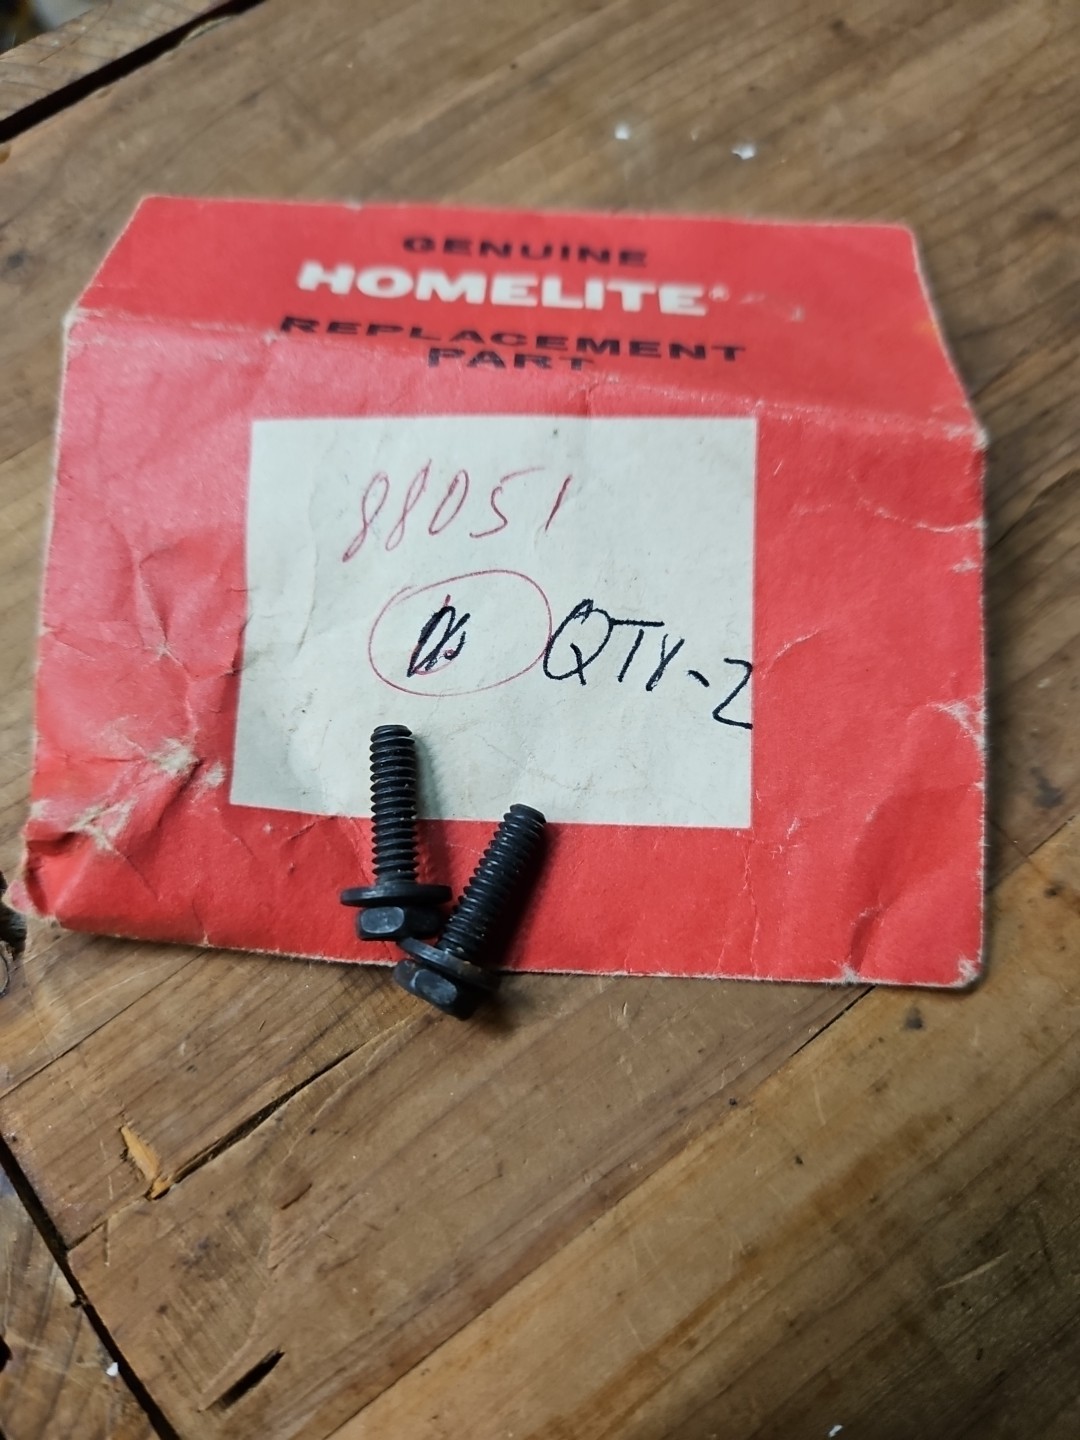 GENUINE
HOMELITE®
REPLACEMENT
PART
88051
QTY-2